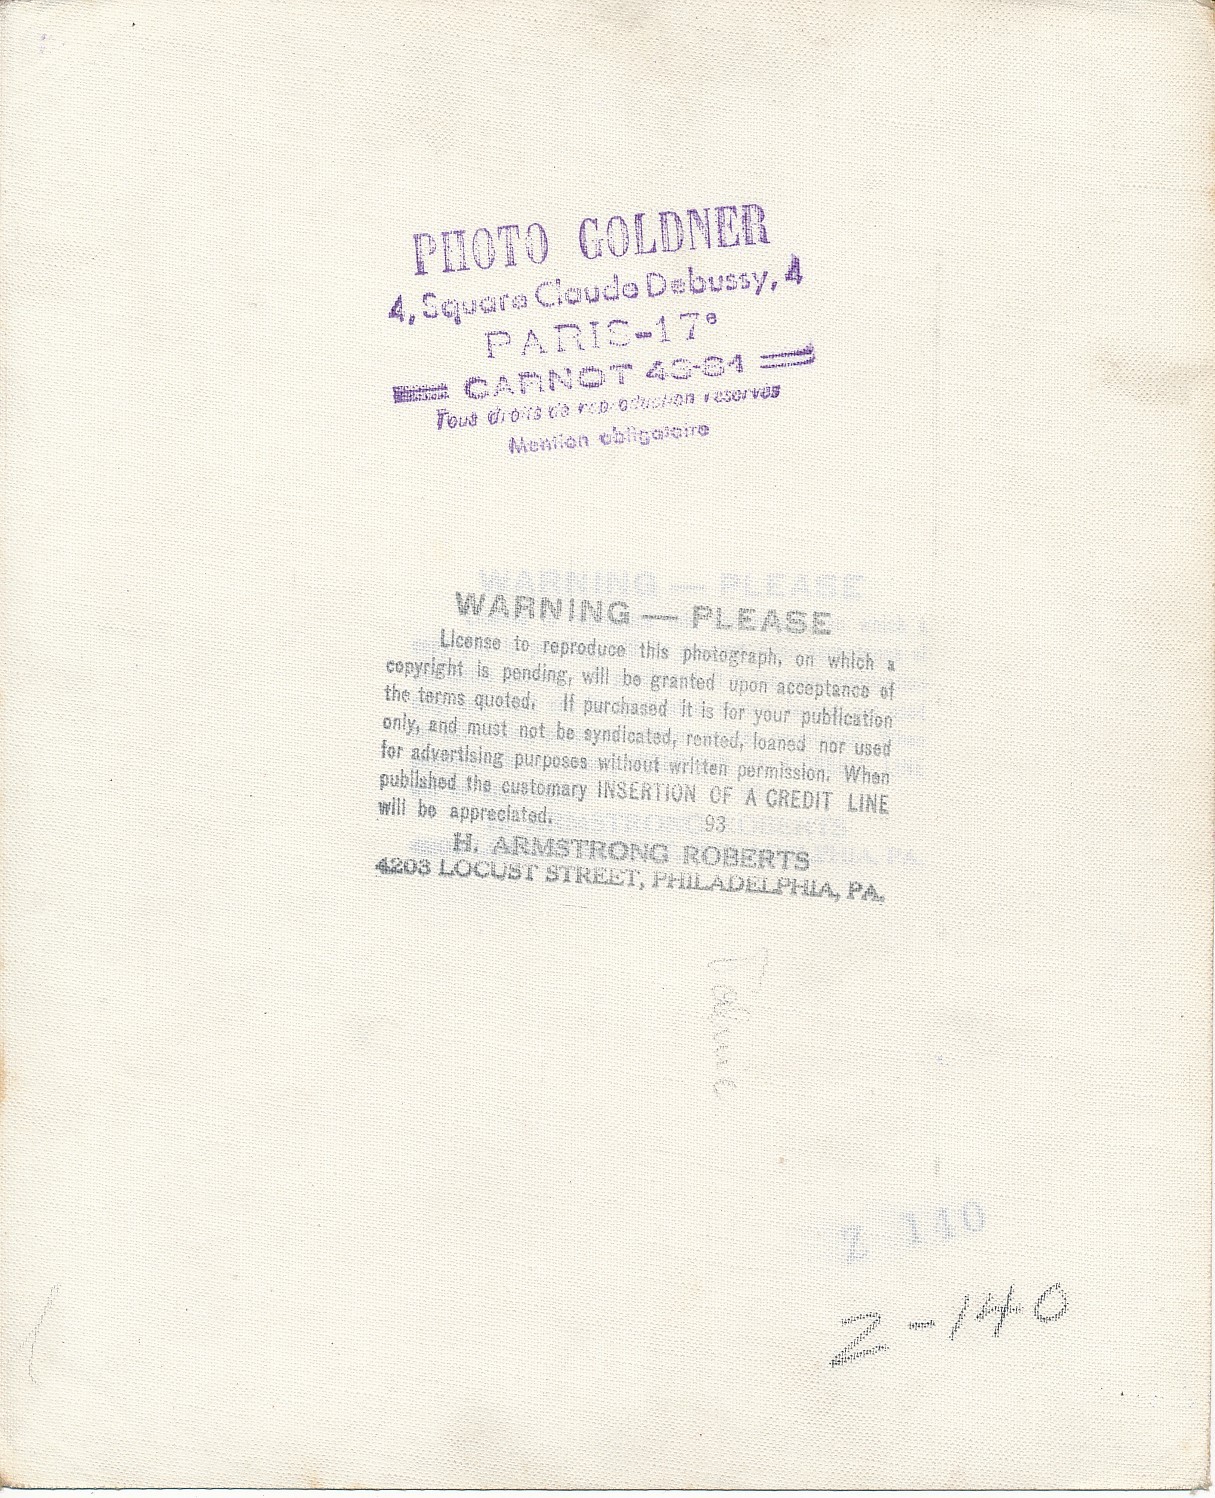 PHOTO GOLDNER
4, Square Claude Debussy, 4
PARIS-17e
CARNOT
Tous droits de reproduction réservés
Mention obligatoire
WARNING — PLEASE
WARNING — PLEASE
License to reproduce this photograph, on which a
copyright is pending, will be granted upon acceptance of
the terms quoted. If purchased it is for your publication
only, and must not be syndicated, rented, loaned nor used
for advertising purposes without written permission. When
published the customary INSERTION OF A CREDIT LINE
will be appreciated. 93
H. ARMSTRONG ROBERTS
4203 LOCUST STREET, PHILADELPHIA, PA.
Z 140
Z-140